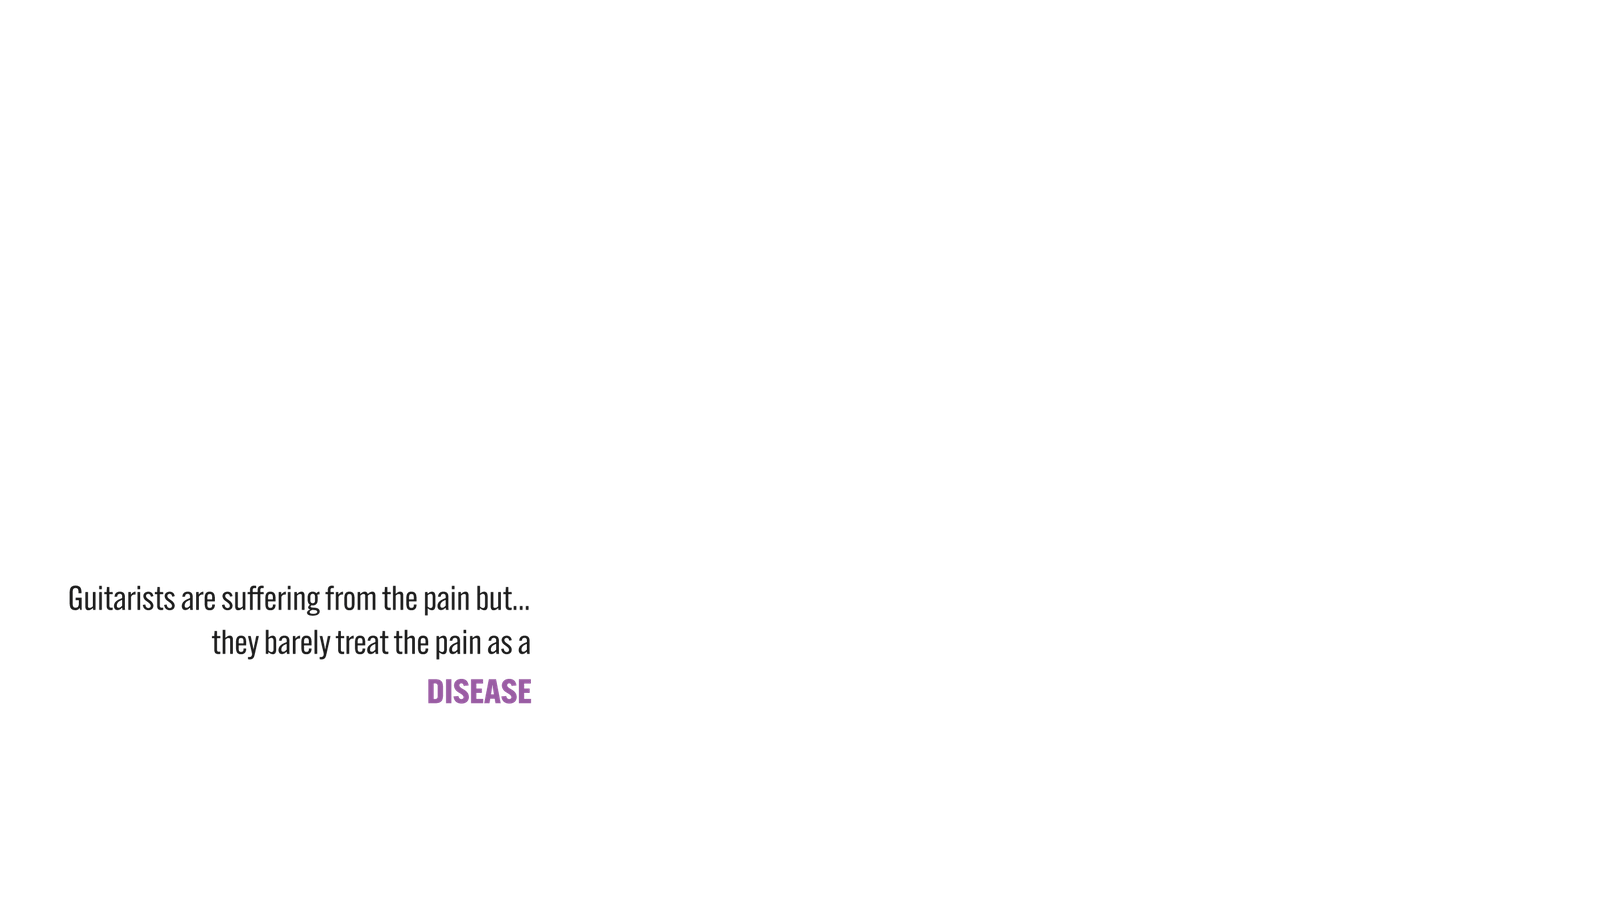 Guitarists are suffering from the pain but...
they barely treat the pain as a
DISEASE